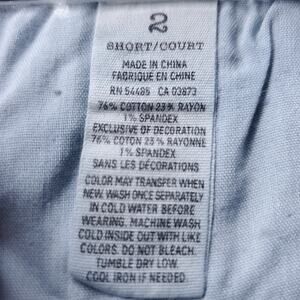 2
SHORT/COURT
MADE IN CHINA
FABRIQUE EN CHINE
RN 54485 CA 03873
76% COTTON 23% RAYON
1% SPANDEX
EXCLUSIVE OF DECORATION
76% COTON 23% RAYONNE
1% SPANDEX
SANS LES DÉCORATIONS
COLOR MAY TRANSFER WHEN
NEW. WASH ONCE SEPARATELY
IN COLD WATER BEFORE
WEARING. MACHINE WASH
COLD INSIDE OUT WITH LIKE
COLORS. DO NOT BLEACH.
TUMBLE DRY LOW.
COOL IRON IF NEEDED